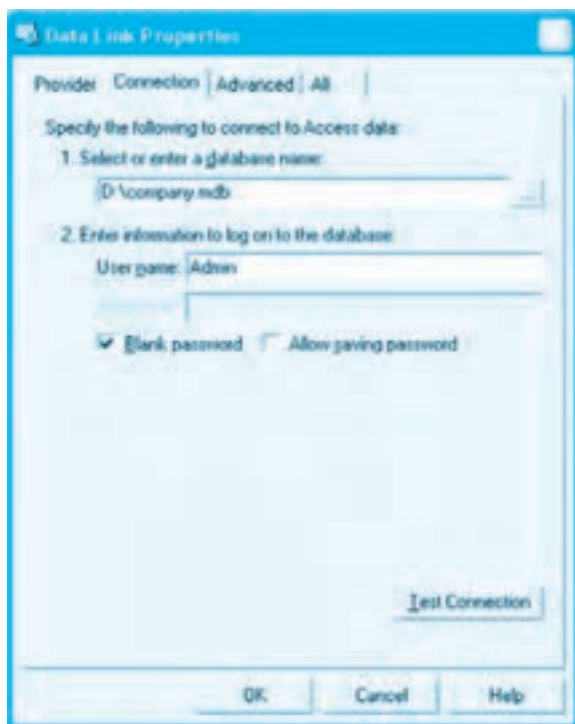 Data Link Properties
Provider Connection Advanced All
Specify the following to connect to Access data:
1. Select or enter a database name:
D:\company.mdb ...
2. Enter information to log on to the database:
User name: Admin
Blank password Allow saving password
Test Connection
OK Cancel Help